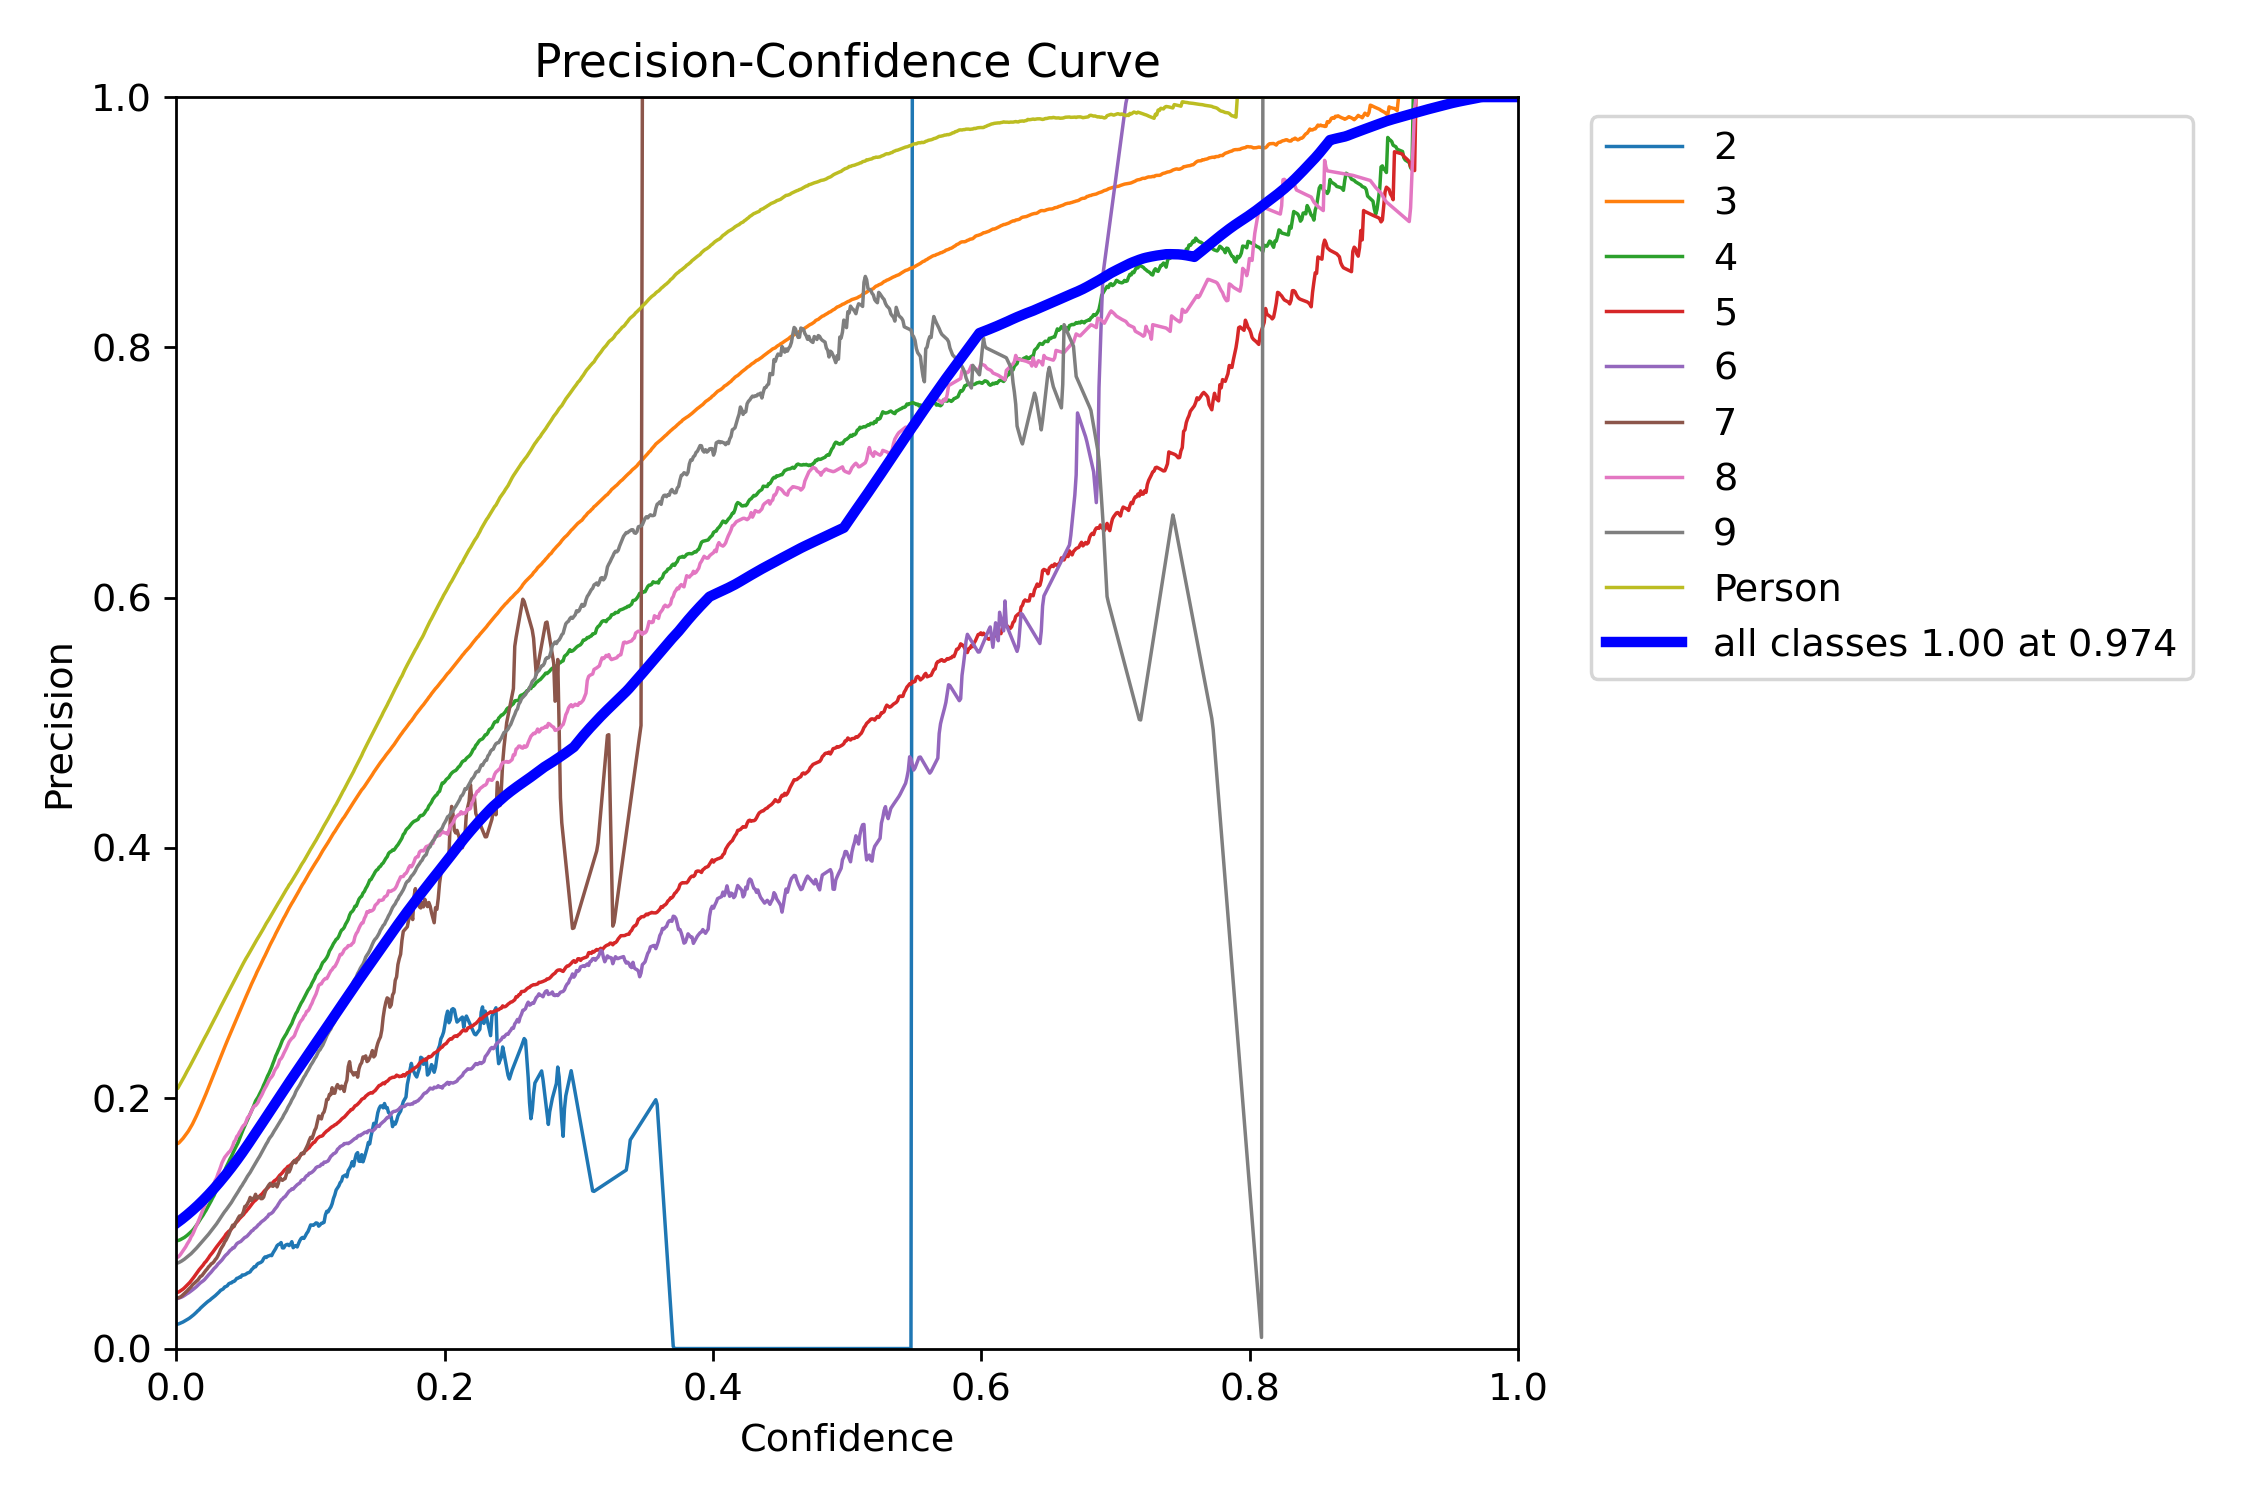 Precision-Confidence Curve
1.0
0.8
0.6
0.4
0.2
0.0
Precision
0.0 0.2 0.4 0.6 0.8 1.0
Confidence
2
3
4
5
6
7
8
9
Person
all classes 1.00 at 0.974